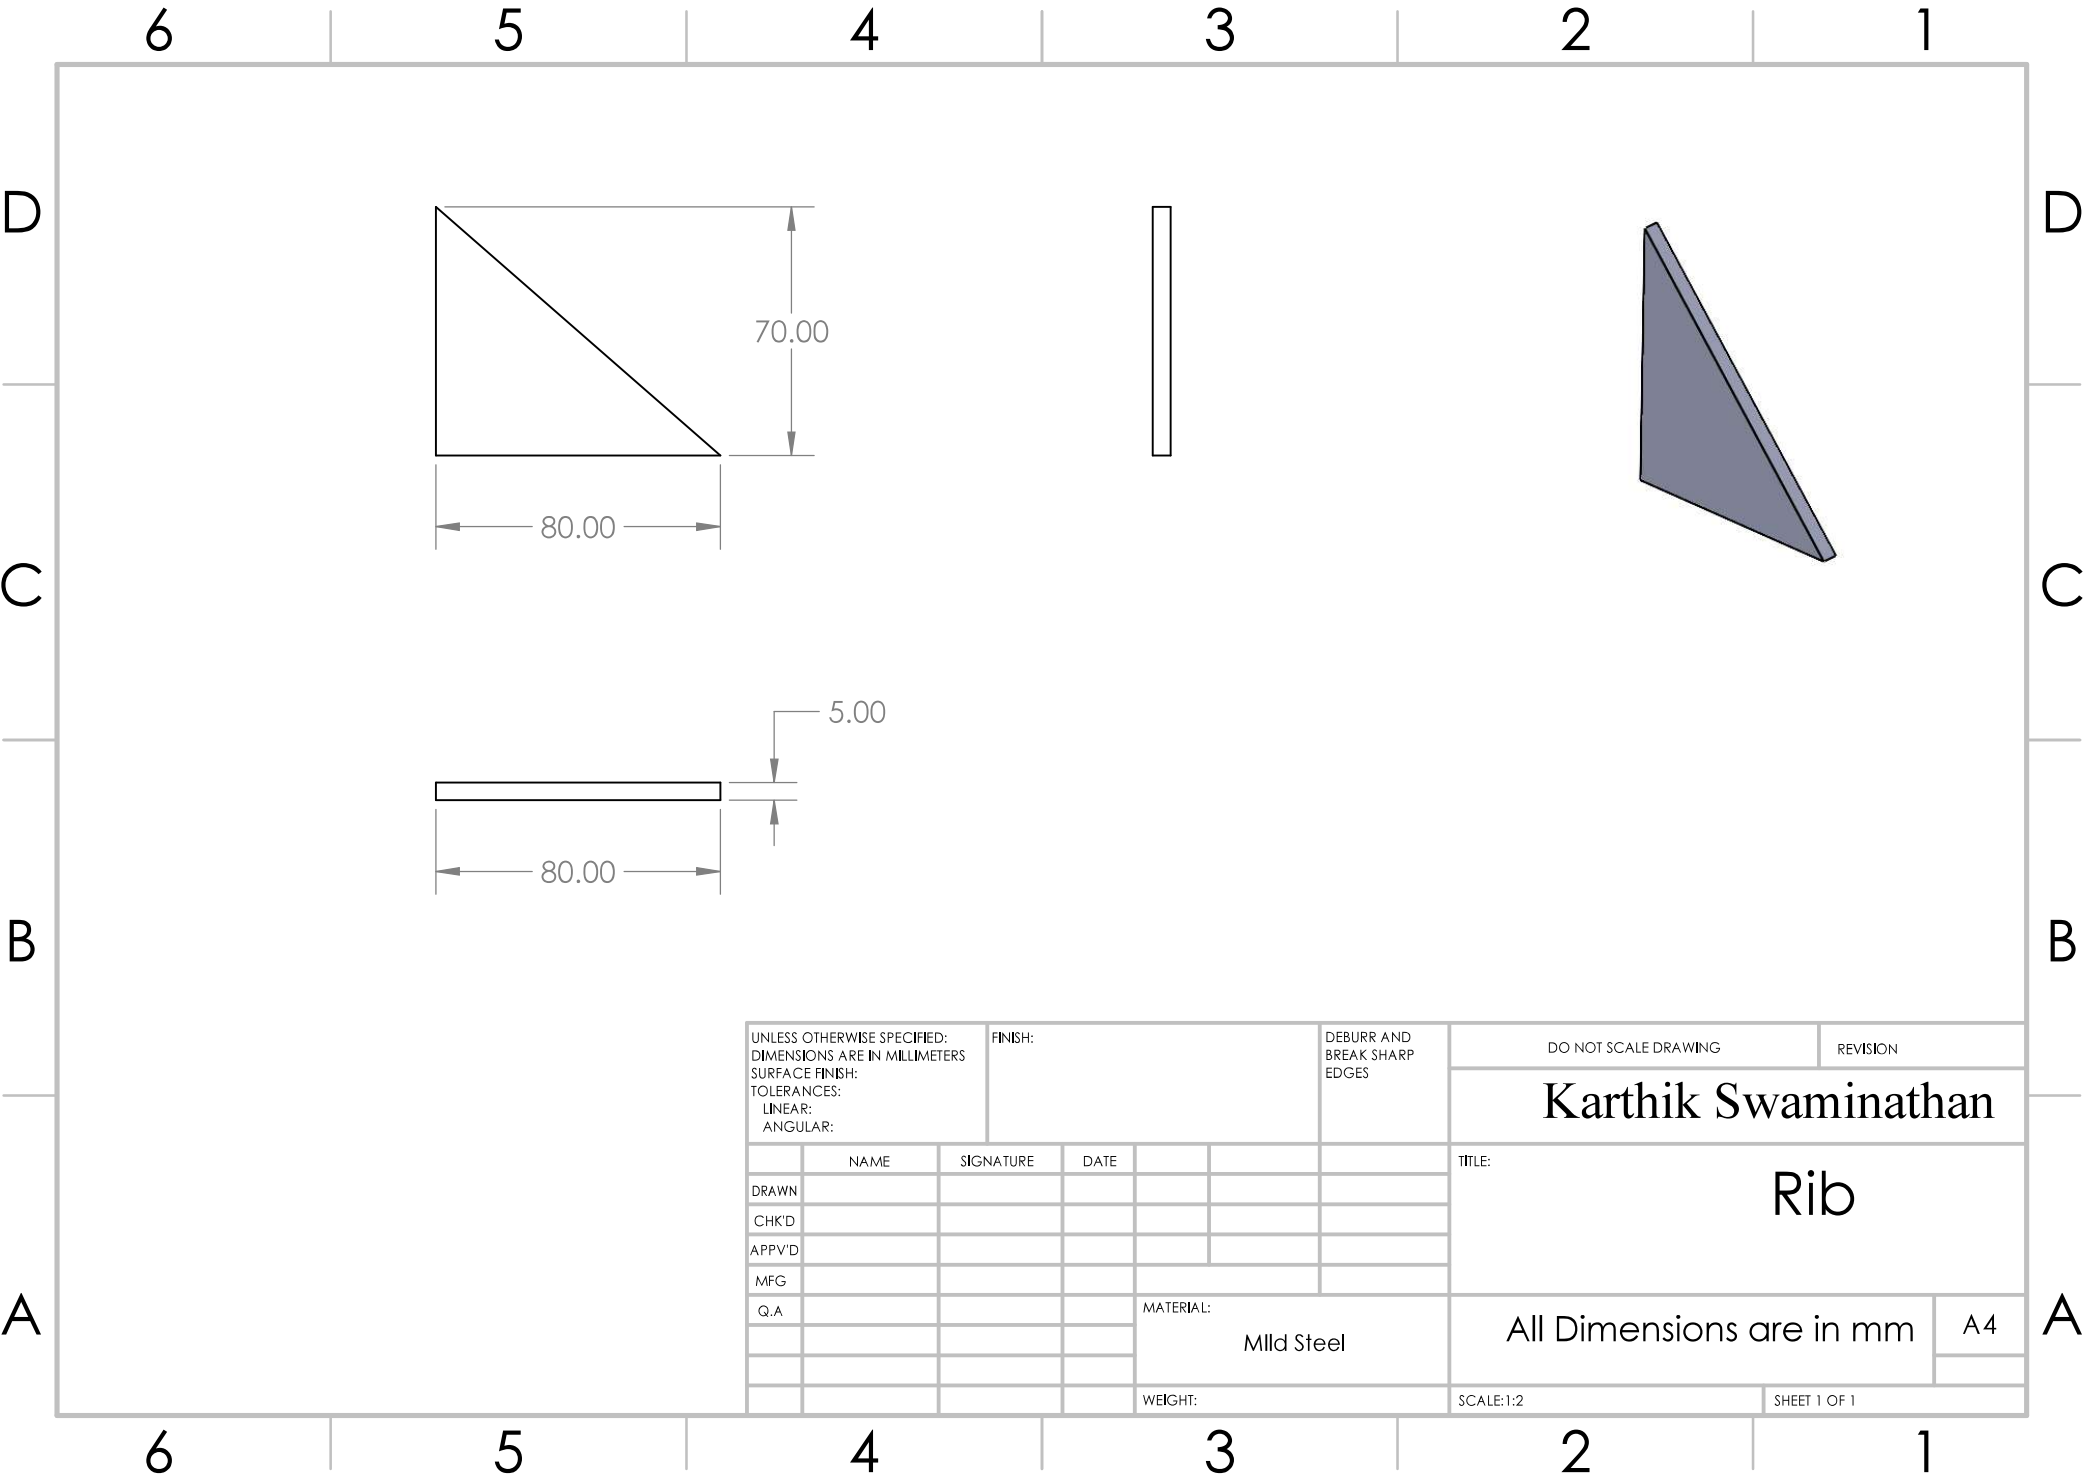 6 5 4 3 2 1
D D
70.00
80.00
C C
5.00
80.00
B B
UNLESS OTHERWISE SPECIFIED:
DIMENSIONS ARE IN MILLIMETERS
SURFACE FINISH:
TOLERANCES:
LINEAR:
ANGULAR:
FINISH:
DEBURR AND
BREAK SHARP
EDGES
DO NOT SCALE DRAWING
REVISION
Karthik Swaminathan
NAME SIGNATURE DATE
DRAWN
CHK'D
APPV'D
MFG
Q.A
TITLE:
Rib
MATERIAL:
MIld Steel
All Dimensions are in mm
A4
A A
WEIGHT:
SCALE:1:2
SHEET 1 OF 1
6 5 4 3 2 1